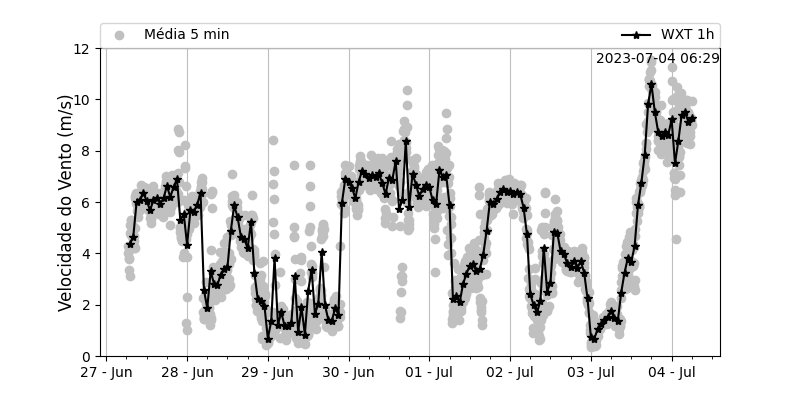 Média 5 min WXT 1h
2023-07-04 06:29
Velocidade do Vento (m/s)
12
10
8
6
4
2
0
27 - Jun 28 - Jun 29 - Jun 30 - Jun 01 - Jul 02 - Jul 03 - Jul 04 - Jul